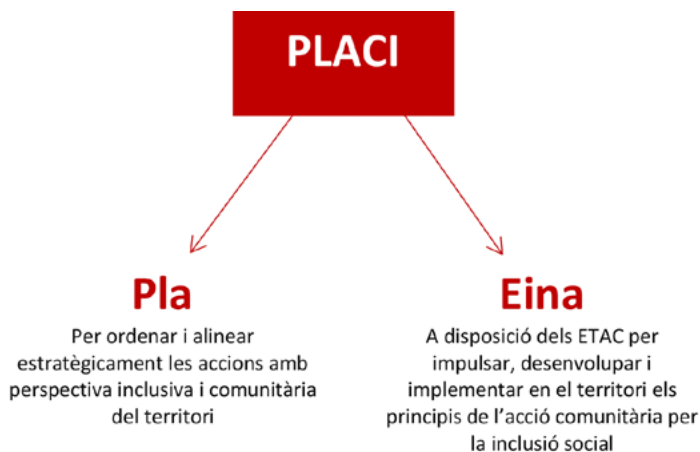 PLACI
Pla
Per ordenar i alinear
estratègicament les accions amb
perspectiva inclusiva i comunitària
del territori
Eina
A disposició dels ETAC per
impulsar, desenvolupar i
implementar en el territori els
principis de l’acció comunitària per
la inclusió social